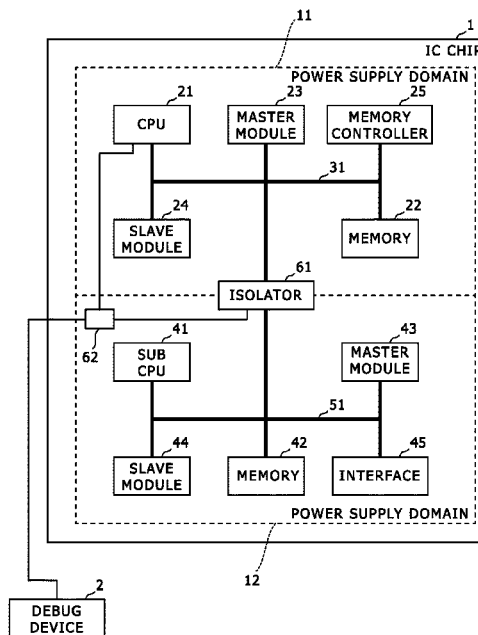 11
1
IC CHIP
POWER SUPPLY DOMAIN
21
23
25
CPU
MASTER
MODULE
MEMORY
CONTROLLER
31
24
22
SLAVE
MODULE
MEMORY
61
ISOLATOR
62
41
43
SUB
CPU
MASTER
MODULE
51
44
42
45
SLAVE
MODULE
MEMORY
INTERFACE
POWER SUPPLY DOMAIN
12
2
DEBUG
DEVICE